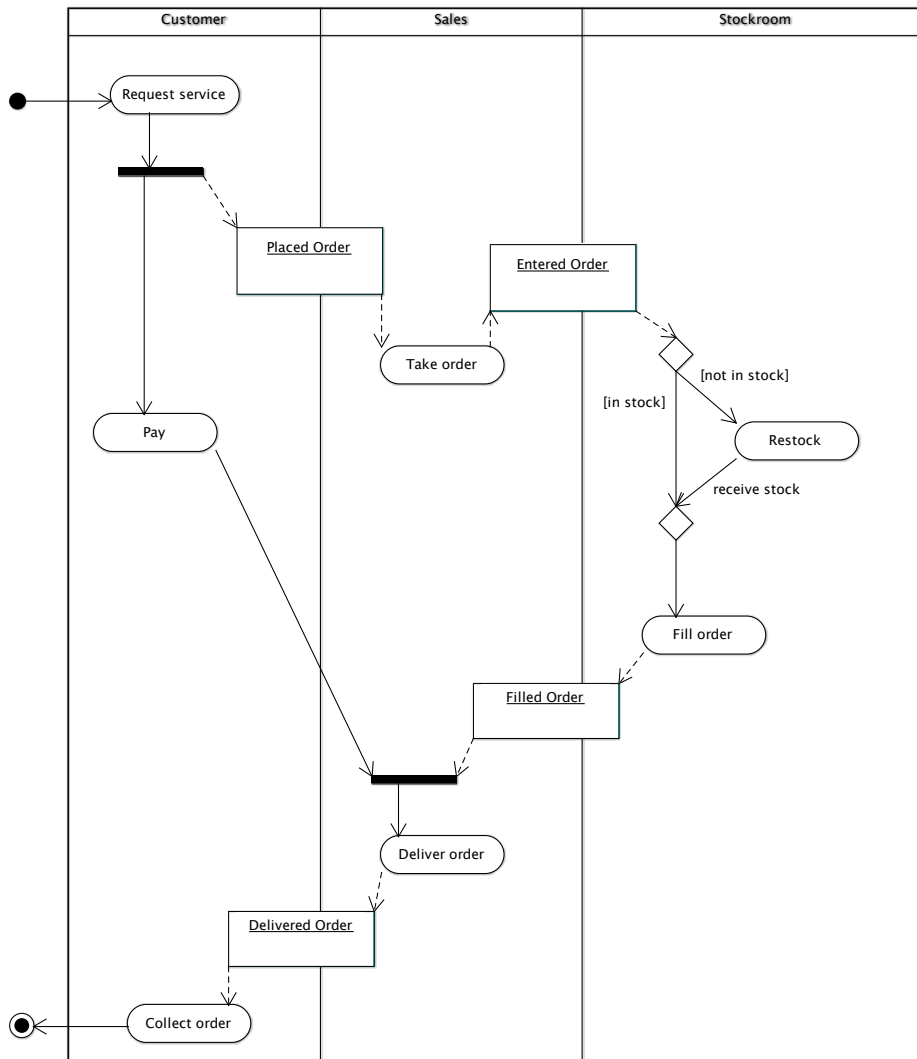 Customer
Sales
Stockroom
Request service
Placed Order
Entered Order
Take order
[not in stock]
[in stock]
Pay
Restock
receive stock
Fill order
Filled Order
Deliver order
Delivered Order
Collect order